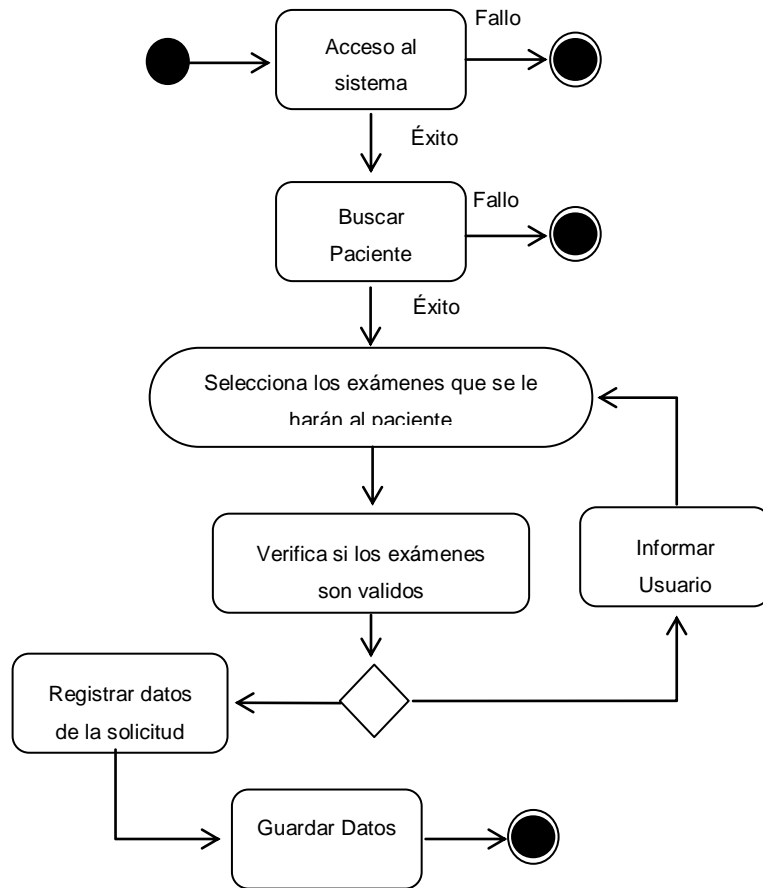 Fallo
Acceso al
sistema
Éxito
Fallo
Buscar
Paciente
Éxito
Selecciona los exámenes que se le
harán al paciente
Verifica si los exámenes
son validos
Informar
Usuario
Registrar datos
de la solicitud
Guardar Datos